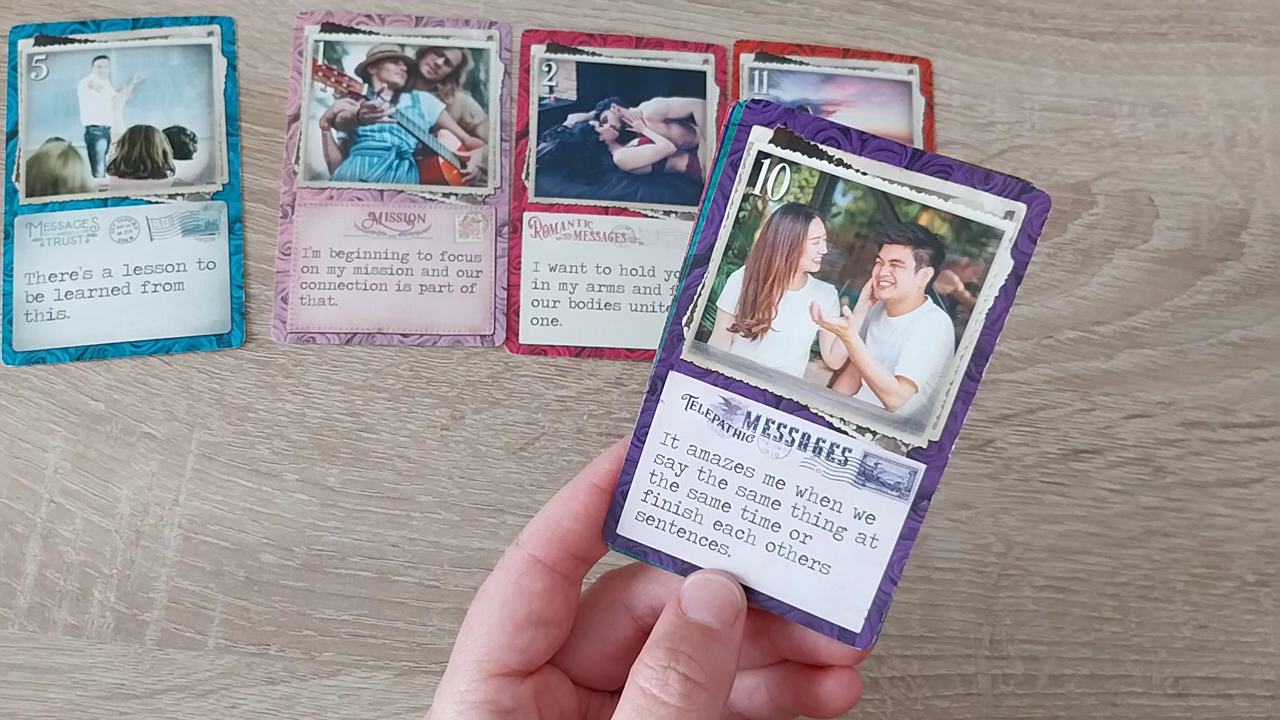 5
MESSAGES
TRUST
There's a lesson to
be learned from
this.
1
MISSION
I'm beginning to focus
on my mission and our
connection is part of
that.
2
ROMANTIC
MESSAGES
I want to hold
in my arms and
our bodies unite
one.
11
10
TELEPATHIC MESSAGES
It amazes me when we
say the same thing at
the same time or
finish each others
sentences.